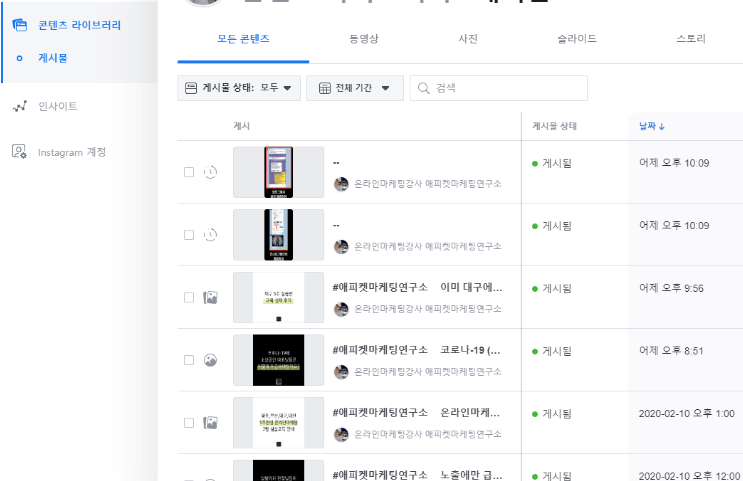 콘텐츠 라이브러리
게시물
인사이트
Instagram 계정
모든 콘텐츠 동영상 사진 슬라이드 스토리
게시물 상태: 모두 전체 기간 검색
게시 게시물 상태 날짜 ↓
-- 게시됨 어제 오후 10:09
온라인마케팅강사 애피켓마케팅연구소
-- 게시됨 어제 오후 10:09
온라인마케팅강사 애피켓마케팅연구소
#애피켓마케팅연구소 이미 대구에... 게시됨 어제 오후 9:56
온라인마케팅강사 애피켓마케팅연구소
#애피켓마케팅연구소 코로나-19 (... 게시됨 어제 오후 8:51
온라인마케팅강사 애피켓마케팅연구소
#애피켓마케팅연구소 온라인마케... 게시됨 2020-02-10 오후 1:00
온라인마케팅강사 애피켓마케팅연구소
#애피켓마케팅연구소 노출에만 급... 게시됨 2020-02-10 오후 12:00